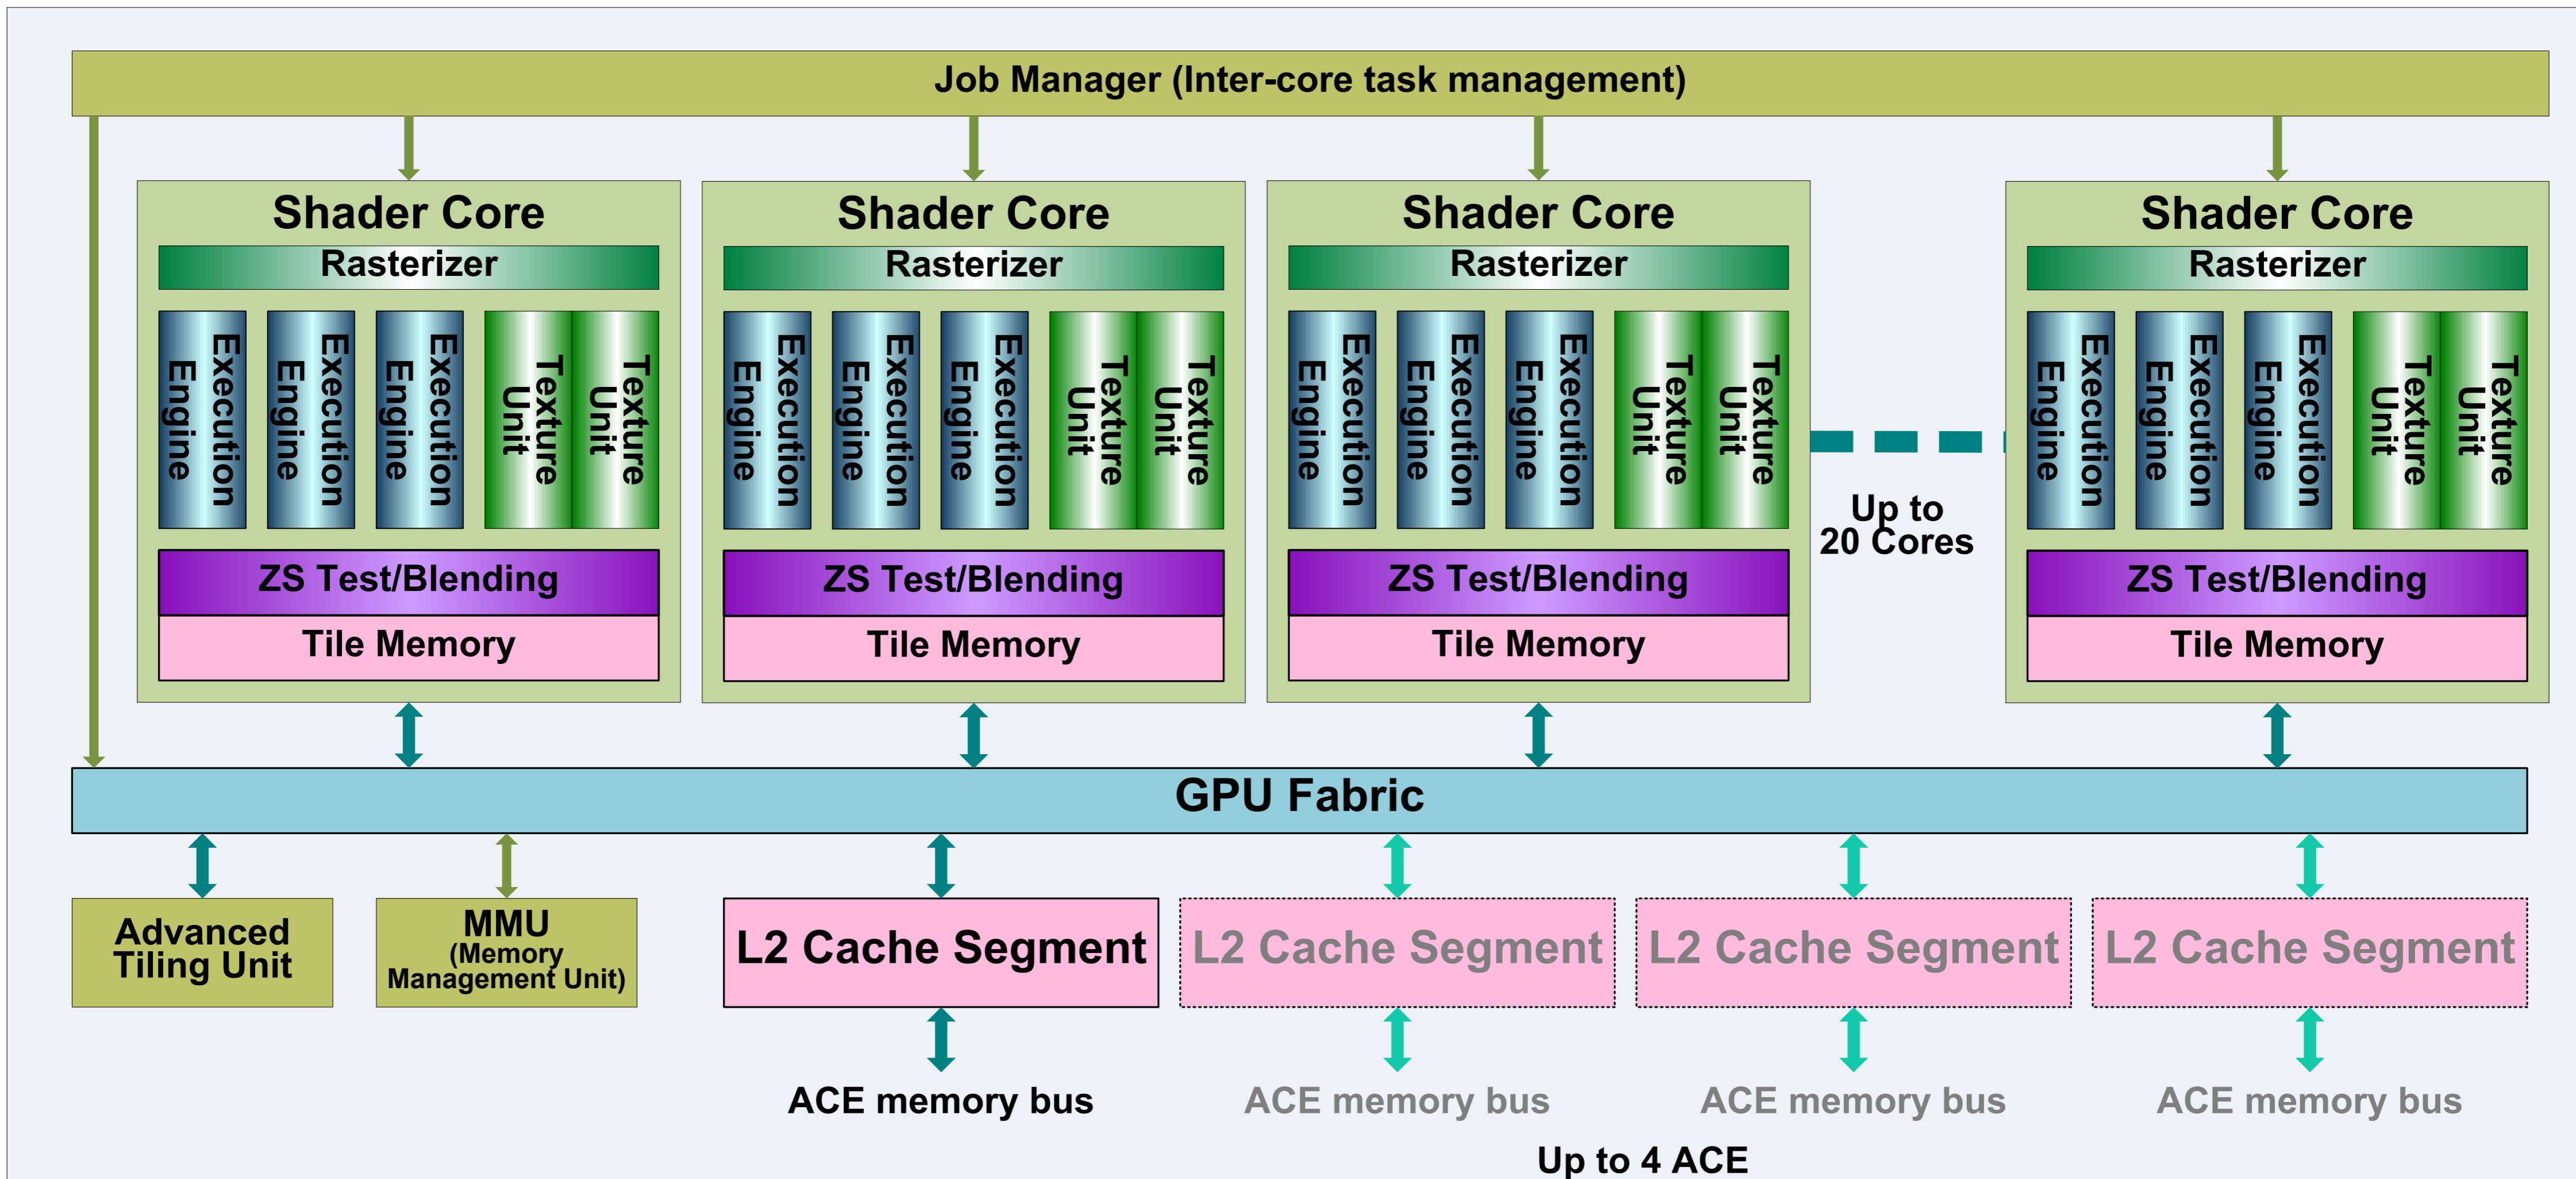 Job Manager (Inter-core task management)
Shader Core
Rasterizer
Execution
Engine
Execution
Engine
Execution
Engine
Texture
Unit
Texture
Unit
ZS Test/Blending
Tile Memory
Shader Core
Rasterizer
Execution
Engine
Execution
Engine
Execution
Engine
Texture
Unit
Texture
Unit
ZS Test/Blending
Tile Memory
Shader Core
Rasterizer
Execution
Engine
Execution
Engine
Execution
Engine
Texture
Unit
Texture
Unit
ZS Test/Blending
Tile Memory
Up to
20 Cores
Shader Core
Rasterizer
Execution
Engine
Execution
Engine
Execution
Engine
Texture
Unit
Texture
Unit
ZS Test/Blending
Tile Memory
GPU Fabric
Advanced
Tiling Unit
MMU
(Memory
Management Unit)
L2 Cache Segment
L2 Cache Segment
L2 Cache Segment
L2 Cache Segment
ACE memory bus
ACE memory bus
ACE memory bus
ACE memory bus
Up to 4 ACE